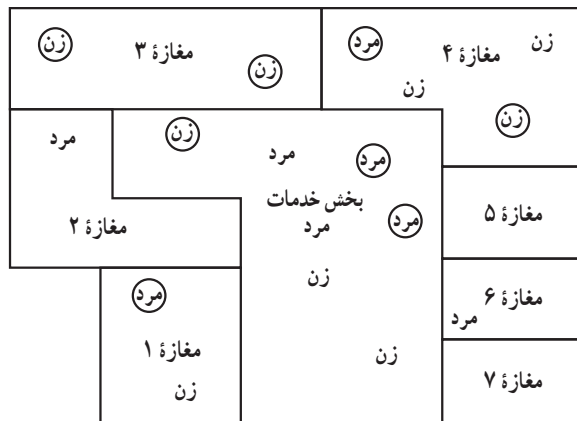 زن
مغازهٔ ۳
زن
مرد
مغازهٔ ۴
زن
زن
زن
مرد
زن
مرد
مرد
بخش خدمات
مرد
مرد
مغازهٔ ۲
مغازهٔ ۵
زن
مرد
مغازهٔ ۶
مرد
مغازهٔ ۱
زن
زن
مغازهٔ ۷